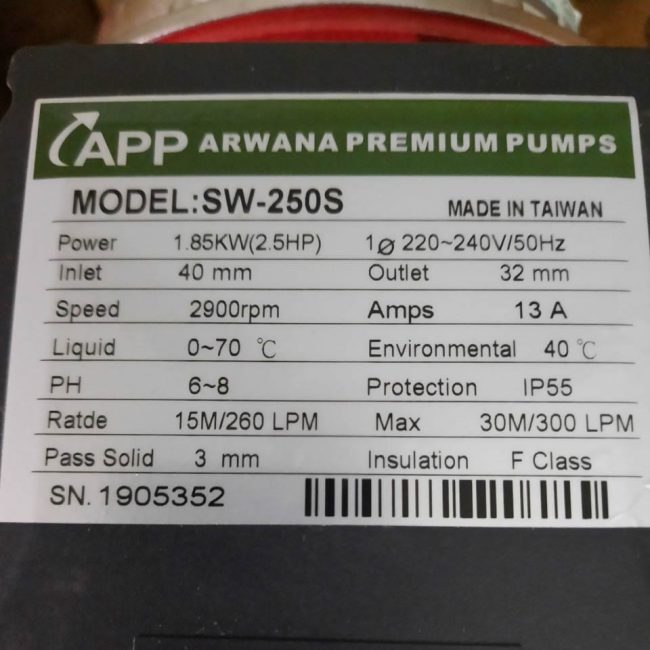 APP ARWANA PREMIUM PUMPS
MODEL:SW-250S MADE IN TAIWAN
Power 1.85KW(2.5HP) 1Ø 220~240V/50Hz
Inlet 40 mm Outlet 32 mm
Speed 2900rpm Amps 13 A
Liquid 0~70 ℃ Environmental 40 ℃
PH 6~8 Protection IP55
Ratde 15M/260 LPM Max 30M/300 LPM
Pass Solid 3 mm Insulation F Class
SN. 1905352